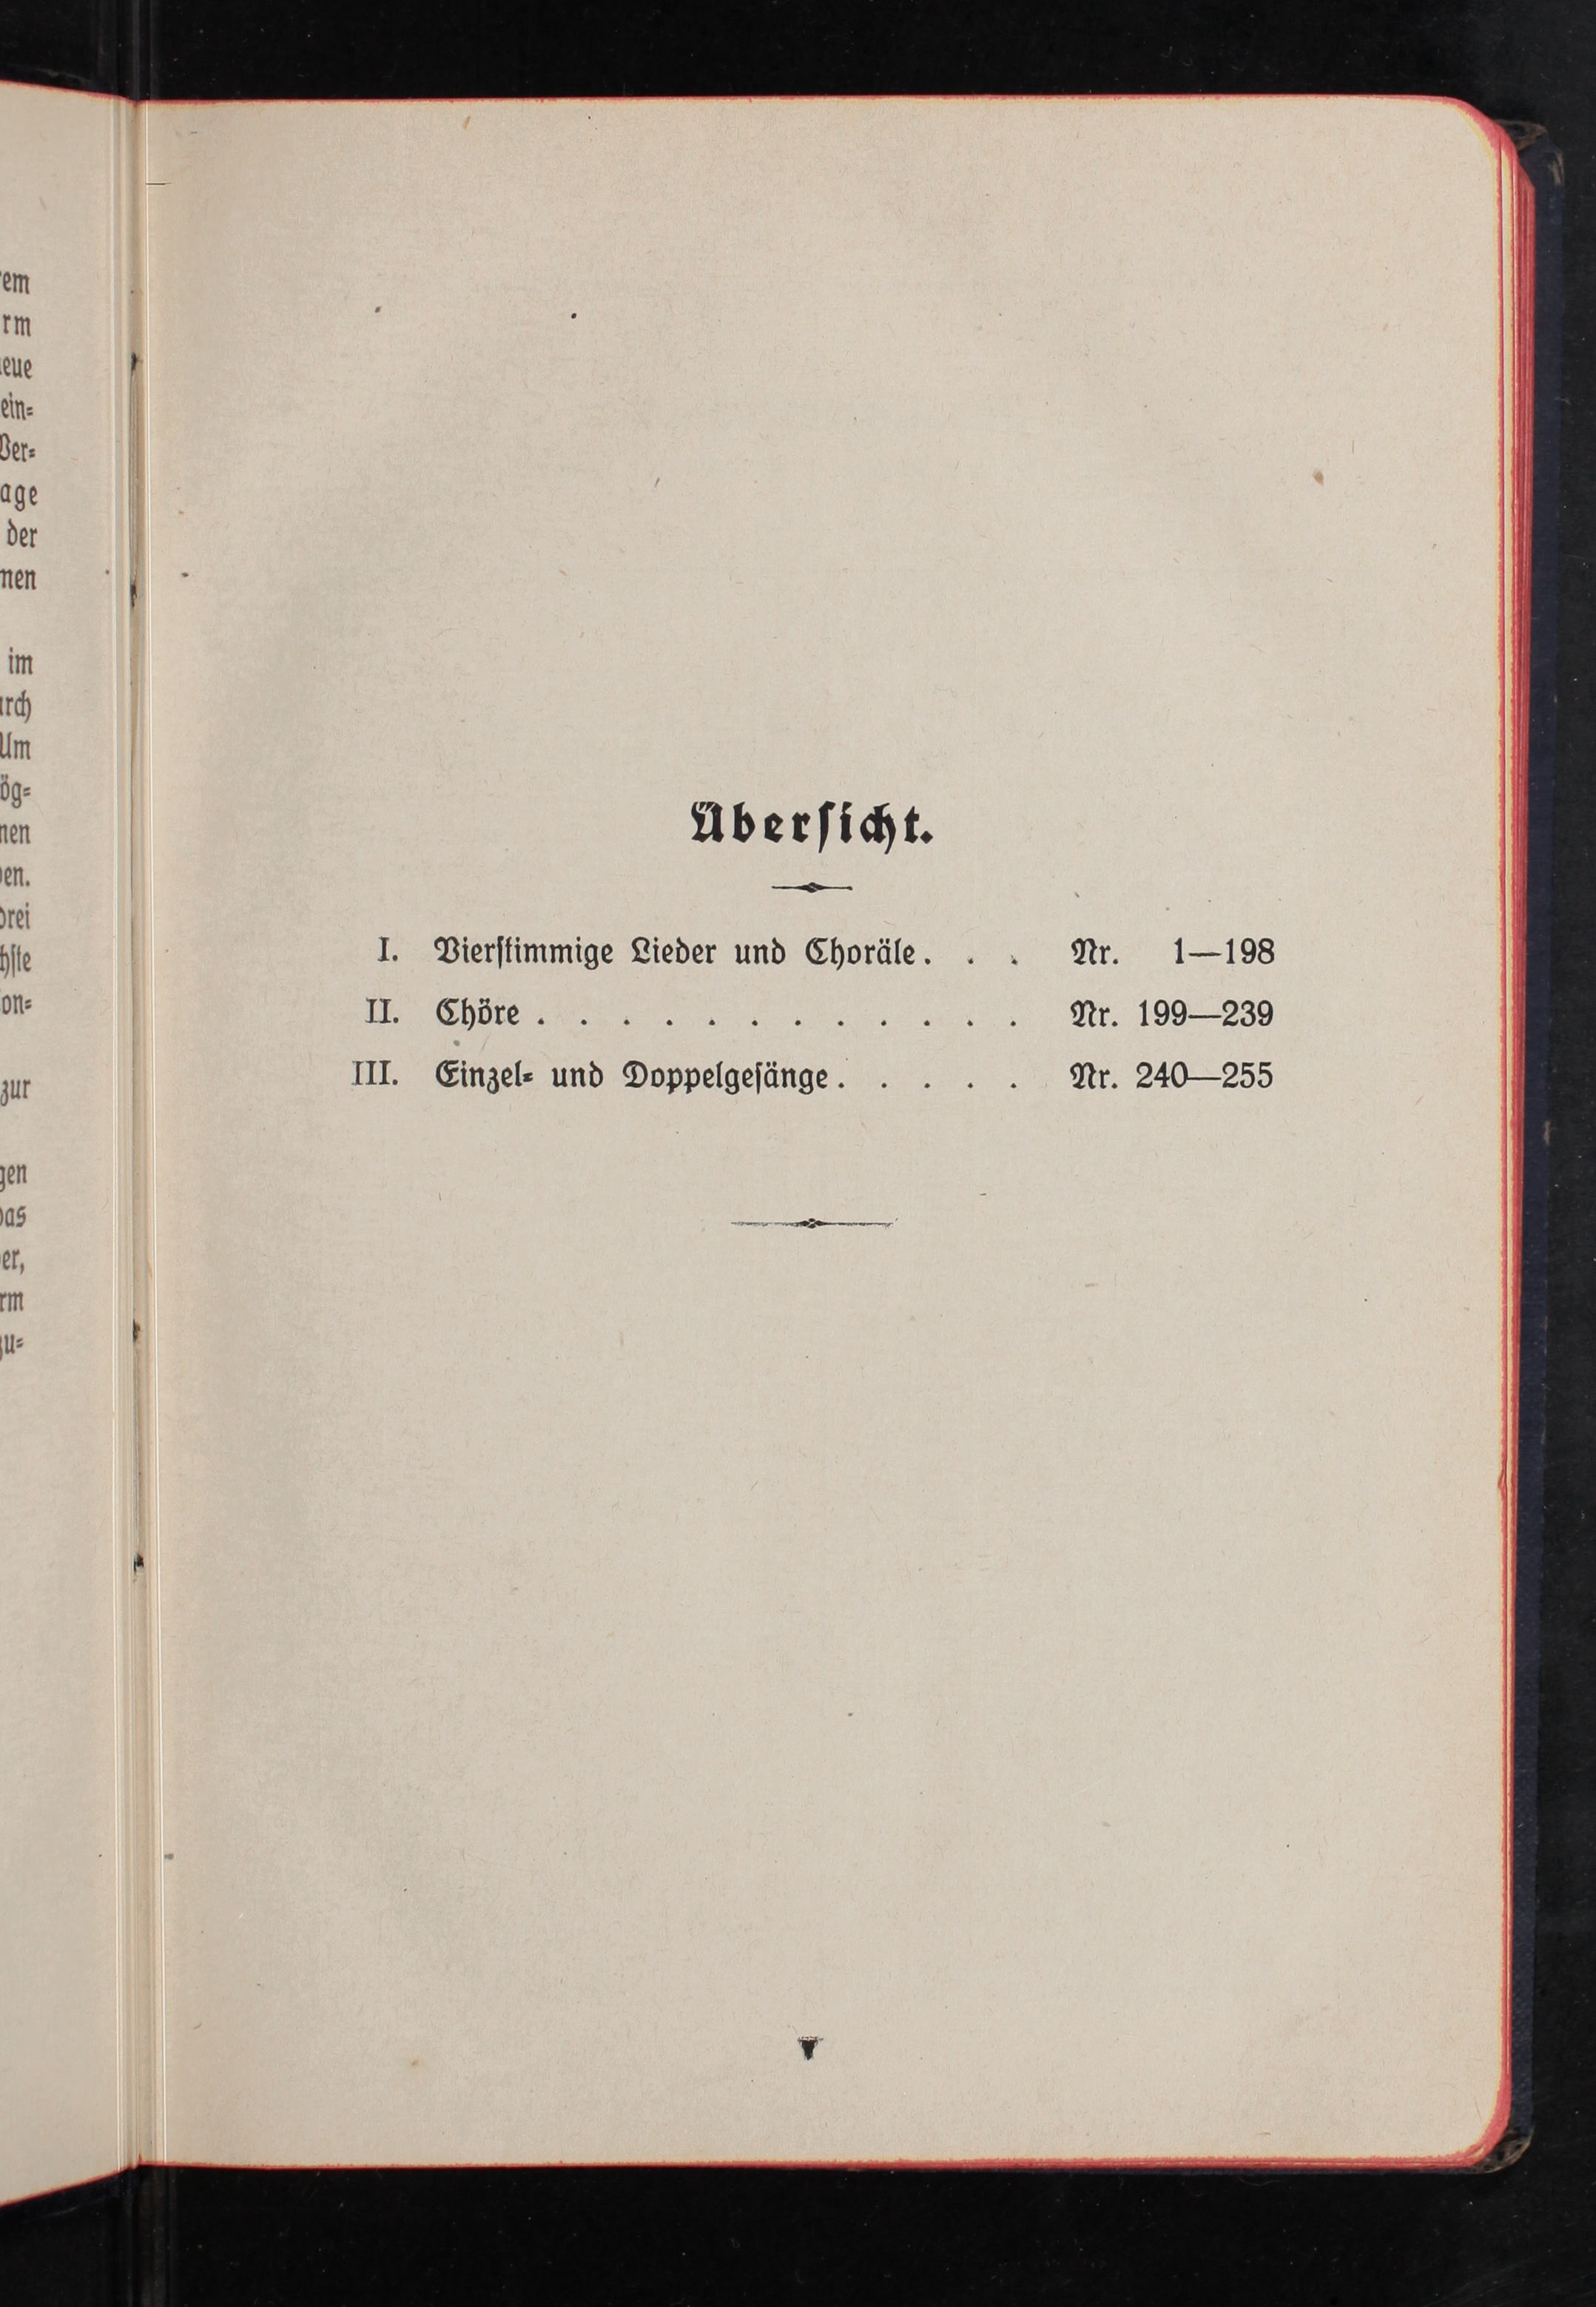 Überſicht.
I. Vierſtimmige Lieder und Choräle. . . Nr. 1—198
II. Chöre . . . . . . . . . . . . Nr. 199—239
III. Einzel- und Doppelgeſänge. . . . . Nr. 240—255